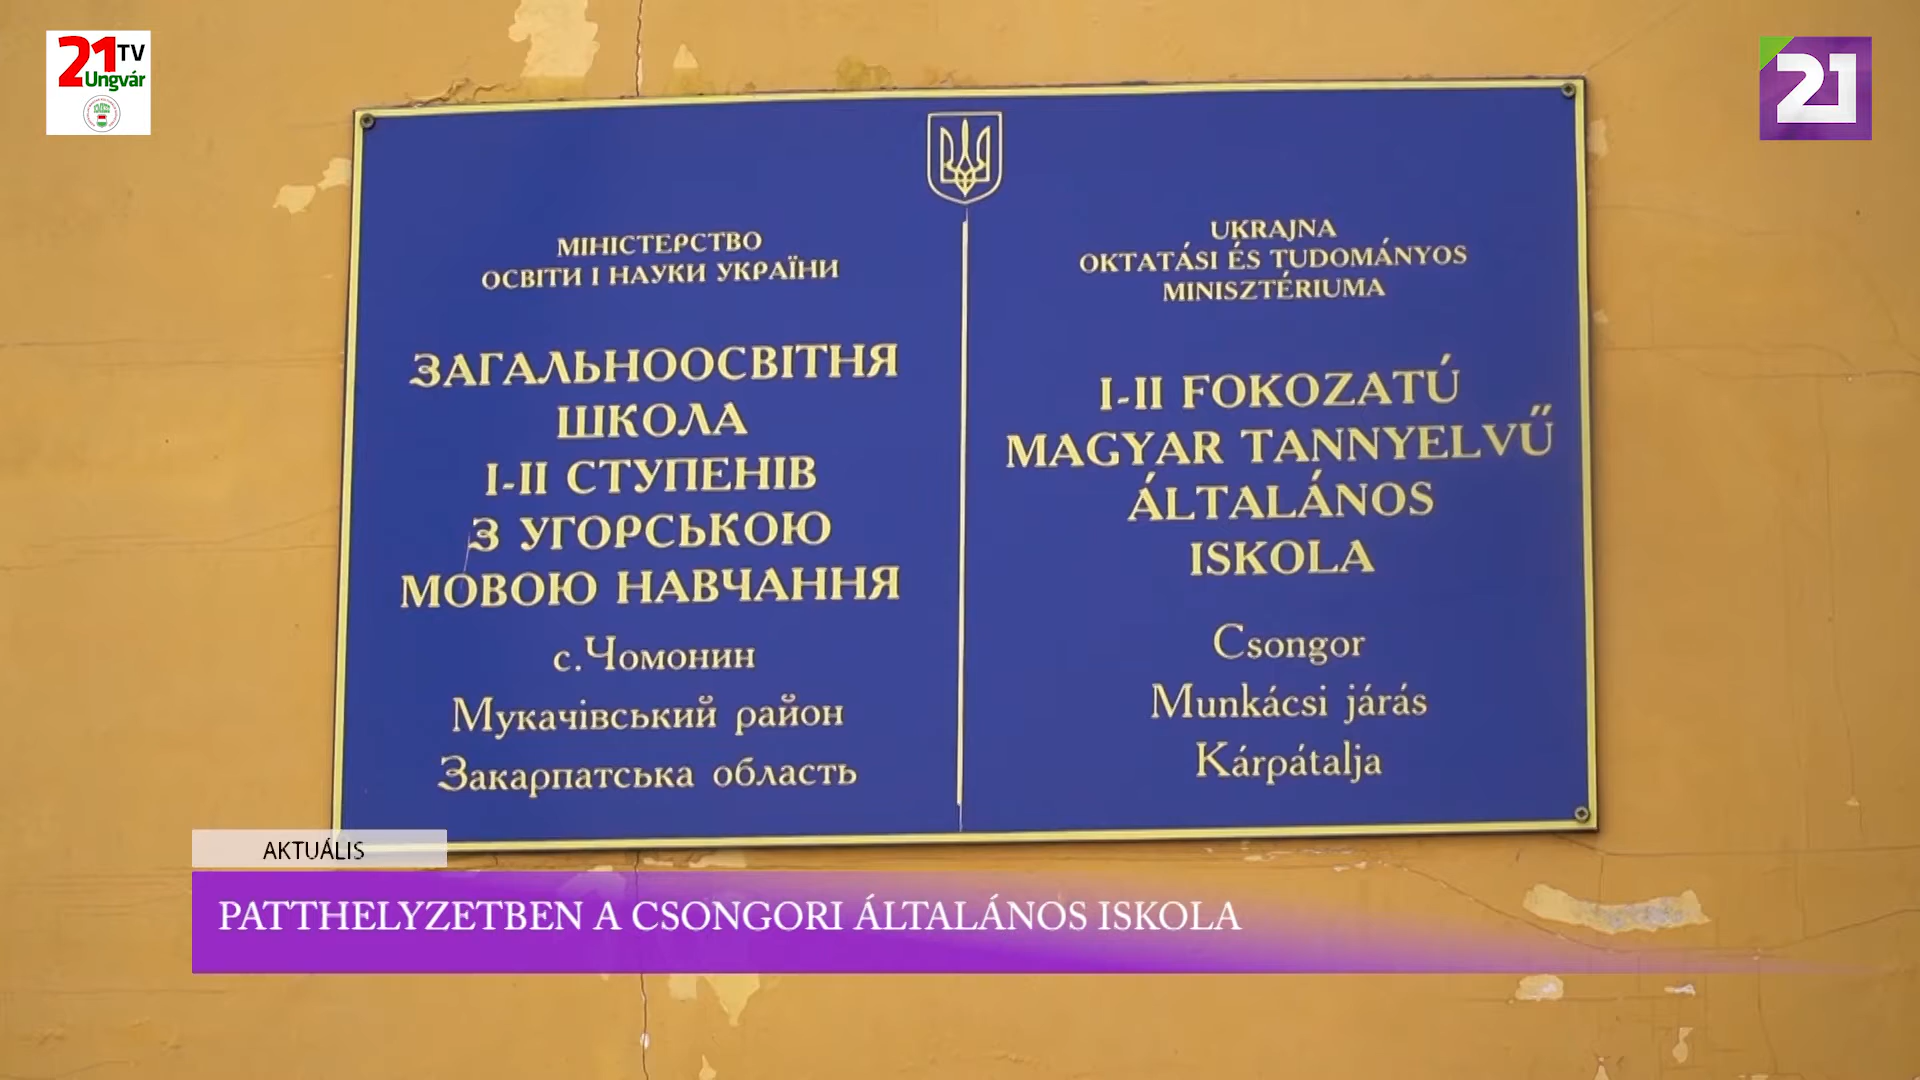 21 TV
Ungvár
21
МІНІСТЕРСТВО
ОСВІТИ І НАУКИ УКРАЇНИ
ЗАГАЛЬНООСВІТНЯ
ШКОЛА
І-ІІ СТУПЕНІВ
З УГОРСЬКОЮ
МОВОЮ НАВЧАННЯ
с.Чомонин
Мукачівський район
Закарпатська область
UKRAJNA
OKTATÁSI ÉS TUDOMÁNYOS
MINISZTÉRIUMA
I-II FOKOZATÚ
MAGYAR TANNYELVŰ
ÁLTALÁNOS
ISKOLA
Csongor
Munkácsi járás
Kárpátalja
AKTUÁLIS
PATTHELYZETBEN A CSONGORI ÁLTALÁNOS ISKOLA